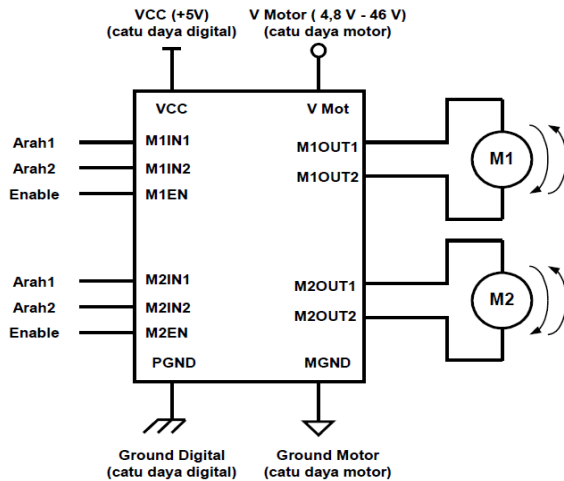 VCC (+5V)
(catu daya digital)
V Motor ( 4,8 V - 46 V)
(catu daya motor)
VCC
V Mot
Arah1
M1IN1
Arah2
M1IN2
Enable
M1EN
M1OUT1
M1OUT2
M1
Arah1
M2IN1
Arah2
M2IN2
Enable
M2EN
M2OUT1
M2OUT2
M2
PGND
MGND
Ground Digital
(catu daya digital)
Ground Motor
(catu daya motor)